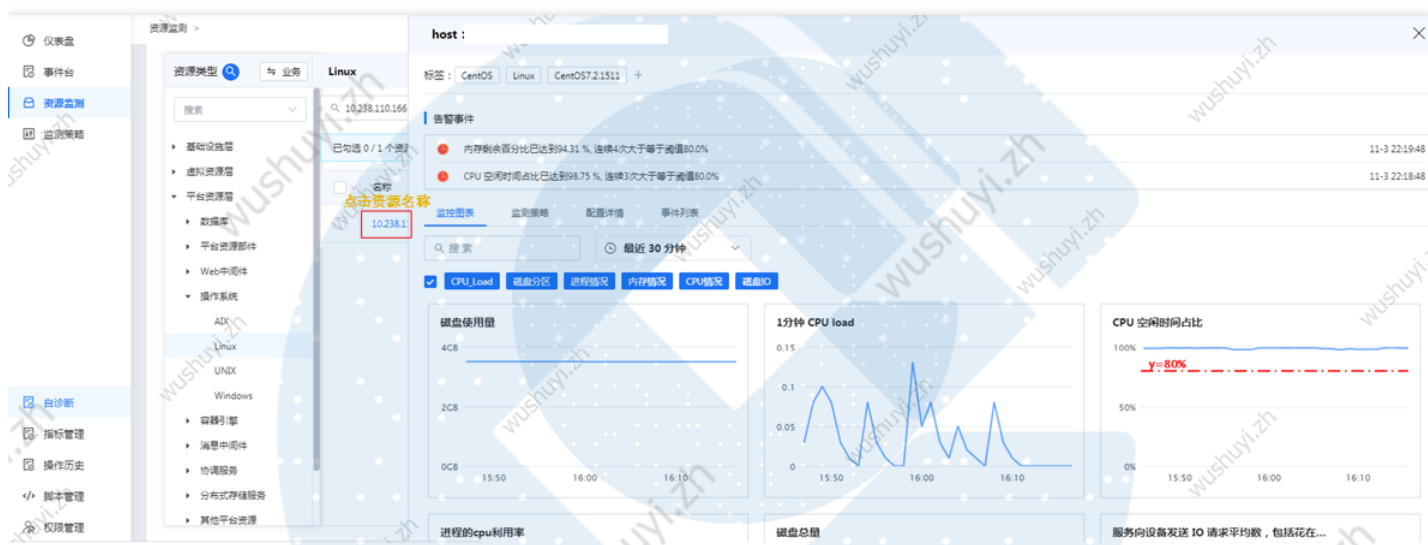 资源监测 >
仪表盘
事件台
资源监测
监测策略
自诊断
指标管理
操作历史
脚本管理
权限管理
资源类型
业务
搜索
基础设施层
虚拟资源层
平台资源层
数据库
平台资源部件
Web中间件
操作系统
AIX
Linux
UNIX
Windows
容器引擎
消息中间件
协调服务
分布式存储服务
其他平台资源
Linux
10.238.110.166
已勾选 0 / 1 个资
名称
点击资源名称
10.238.1
host :
标签 : CentOS Linux CentOS7.2.1511 +
告警事件
内存剩余百分比已达到94.31 %, 连续4次大于等于阈值80.0% 11-3 22:19:48
CPU 空闲时间占比已达到98.75 %, 连续3次大于等于阈值80.0% 11-3 22:18:48
监控图表 监测策略 配置详情 事件列表
搜索 最近 30 分钟
CPU_Load 磁盘分区 进程情况 内存情况 CPU情况 磁盘IO
磁盘使用量
4GB
2GB
0GB
15:50 16:00 16:10
1分钟 CPU load
0.15
0.1
0.05
0
15:50 16:00 16:10
CPU 空闲时间占比
100%
y=80%
50%
0%
15:50 16:00 16:10
进程的cpu利用率
磁盘总量
服务向设备发送 IO 请求平均数，包括花在...
wushuyi.zh